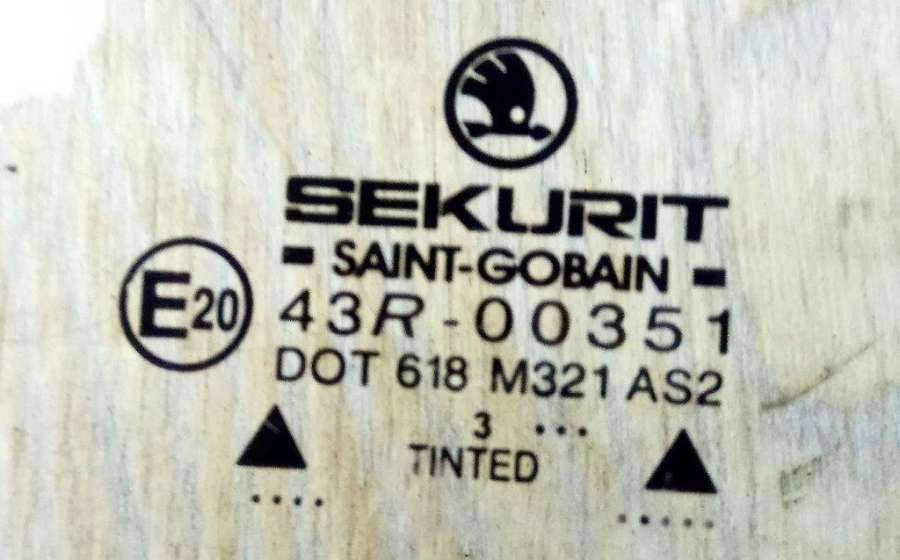 SEKURIT
- SAINT-GOBAIN -
E20
43R-00351
DOT 618 M321 AS2
3 ...
TINTED